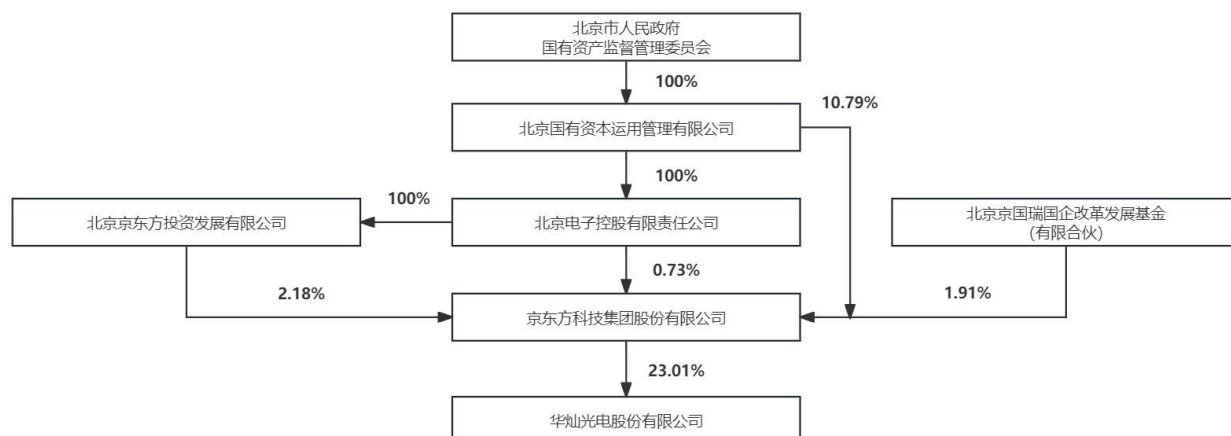 北京市人民政府
国有资产监督管理委员会
100%
10.79%
北京国有资本运用管理有限公司
100%
100%
北京京东方投资发展有限公司
北京电子控股有限责任公司
北京京国瑞国企改革发展基金
(有限合伙)
0.73%
2.18%
1.91%
京东方科技集团股份有限公司
23.01%
华灿光电股份有限公司